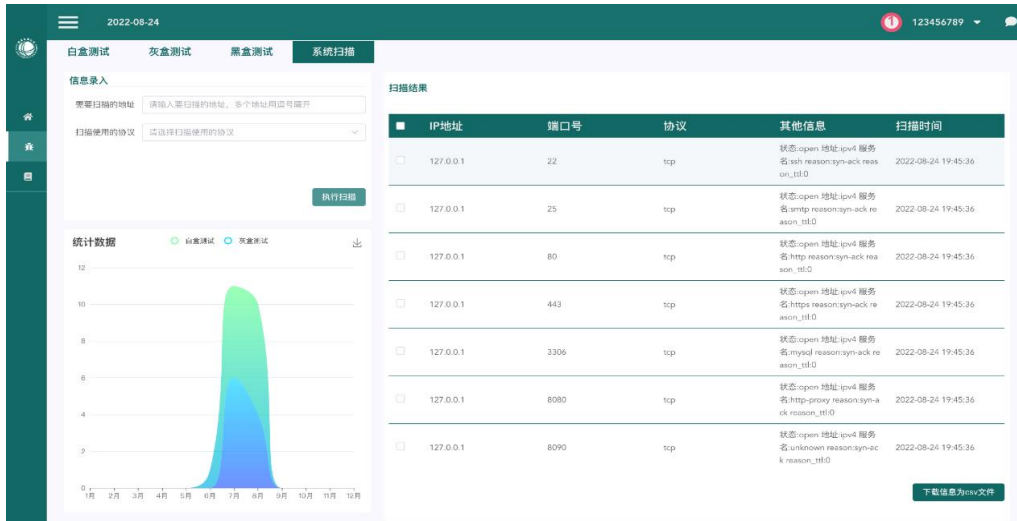 2022-08-24
1
123456789
白盒测试
灰盒测试
黑盒测试
系统扫描
信息录入
需要扫描的地址
请输入要扫描的地址，多个地址用逗号隔开
扫描使用的协议
请选择扫描使用的协议
执行扫描
统计数据
白盒测试
灰盒测试
12
10
8
6
4
2
0
1月 2月 3月 4月 5月 6月 7月 8月 9月 10月 11月 12月
扫描结果
IP地址 端口号 协议 其他信息 扫描时间
状态:open 地址:ipv4 服务
127.0.0.1 22 tcp 名:ssh reason:syn-ack reas 2022-08-24 19:45:36
on_ttl:0
状态:open 地址:ipv4 服务
127.0.0.1 25 tcp 名:smtp reason:syn-ack re 2022-08-24 19:45:36
ason_ttl:0
状态:open 地址:ipv4 服务
127.0.0.1 80 tcp 名:http reason:syn-ack rea 2022-08-24 19:45:36
son_ttl:0
状态:open 地址:ipv4 服务
127.0.0.1 443 tcp 名:https reason:syn-ack re 2022-08-24 19:45:36
ason_ttl:0
状态:open 地址:ipv4 服务
127.0.0.1 3306 tcp 名:mysql reason:syn-ack re 2022-08-24 19:45:36
ason_ttl:0
状态:open 地址:ipv4 服务
127.0.0.1 8080 tcp 名:http-proxy reason:syn-a 2022-08-24 19:45:36
ck reason_ttl:0
状态:open 地址:ipv4 服务
127.0.0.1 8090 tcp 名:unknown reason:syn-ac 2022-08-24 19:45:36
k reason_ttl:0
下载信息为csv文件